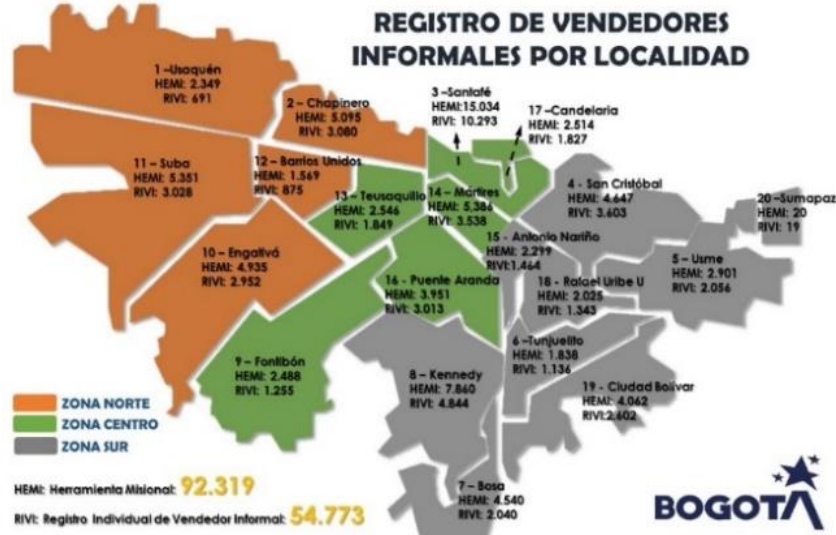 REGISTRO DE VENDEDORES
INFORMALES POR LOCALIDAD
1 –Usaquén
HEMI: 2.349
RIVI: 691
2 – Chapinero
HEMI: 5.095
RIVI: 3.080
3 –Santafé
HEMI:15.034
RIVI: 10.293
17 –Candelaria
HEMI: 2.514
RIVI: 1.827
11 – Suba
HEMI: 5.351
RIVI: 3.028
12 – Barrios Unidos
HEMI: 1.569
RIVI: 875
13 – Teusaquillo
HEMI: 2.546
RIVI: 1.849
14 – Mártires
HEMI: 5,386
RIVI: 3.538
4 – San Cristóbal
HEMI: 4.647
RIVI: 3.603
20 –Sumapaz
HEMI: 20
RIVI: 19
10 – Engativá
HEMI: 4.935
RIVI: 2.952
15 - Antonio Nariño
HEMI: 2.299
RIVI:1.464
5 – Usme
HEMI: 2.901
RIVI: 2.056
16 - Puente Aranda
HEMI: 3.951
RIVI: 3.013
18 - Rafael Uribe U
HEMI: 2.025
RIVI: 1.343
9 – Fontibón
HEMI: 2.488
RIVI: 1.255
8 – Kennedy
HEMI: 7.860
RIVI: 4.844
6 –Tunjuelito
HEMI: 1.838
RIVI: 1.136
19 - Ciudad Bolívar
HEMI: 4.062
RIVI:2.602
7 – Bosa
HEMI: 4.540
RIVI: 2.040
ZONA NORTE
ZONA CENTRO
ZONA SUR
HEMI: Herramienta Misional: 92.319
RIVI: Registro Individual de Vendedor Informal: 54.773
BOGOTÁ